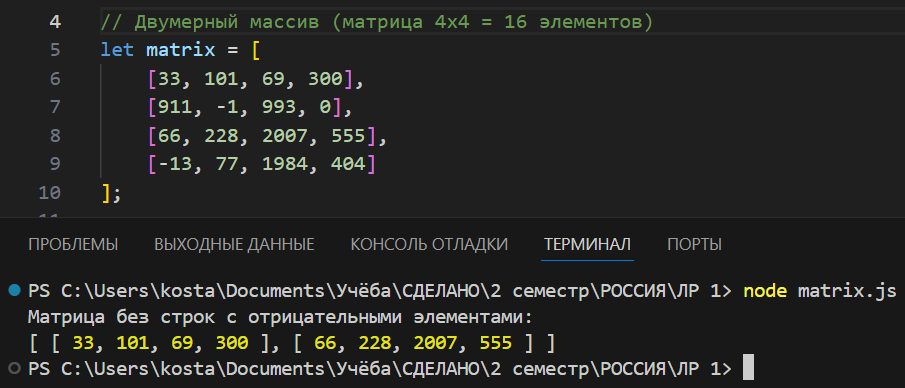 4 // Двумерный массив (матрица 4x4 = 16 элементов)
5 let matrix = [
6 [33, 101, 69, 300],
7 [911, -1, 993, 0],
8 [66, 228, 2007, 555],
9 [-13, 77, 1984, 404]
10 ];
ПРОБЛЕМЫ ВЫХОДНЫЕ ДАННЫЕ КОНСОЛЬ ОТЛАДКИ ТЕРМИНАЛ ПОРТЫ
PS C:\Users\kosta\Documents\Учёба\СДЕЛАНО\2 семестр\РОССИЯ\ЛР 1> node matrix.js
Матрица без строк с отрицательными элементами:
[ [ 33, 101, 69, 300 ], [ 66, 228, 2007, 555 ] ]
PS C:\Users\kosta\Documents\Учёба\СДЕЛАНО\2 семестр\РОССИЯ\ЛР 1>